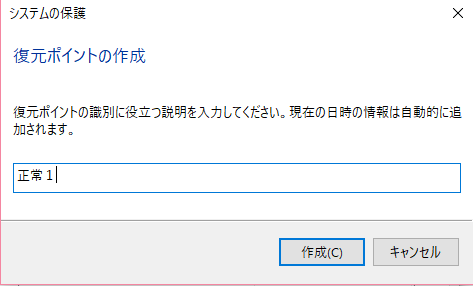 システムの保護
復元ポイントの作成
復元ポイントの識別に役立つ説明を入力してください。現在の日時の情報は自動的に追
加されます。
正常１
作成(C)
キャンセル